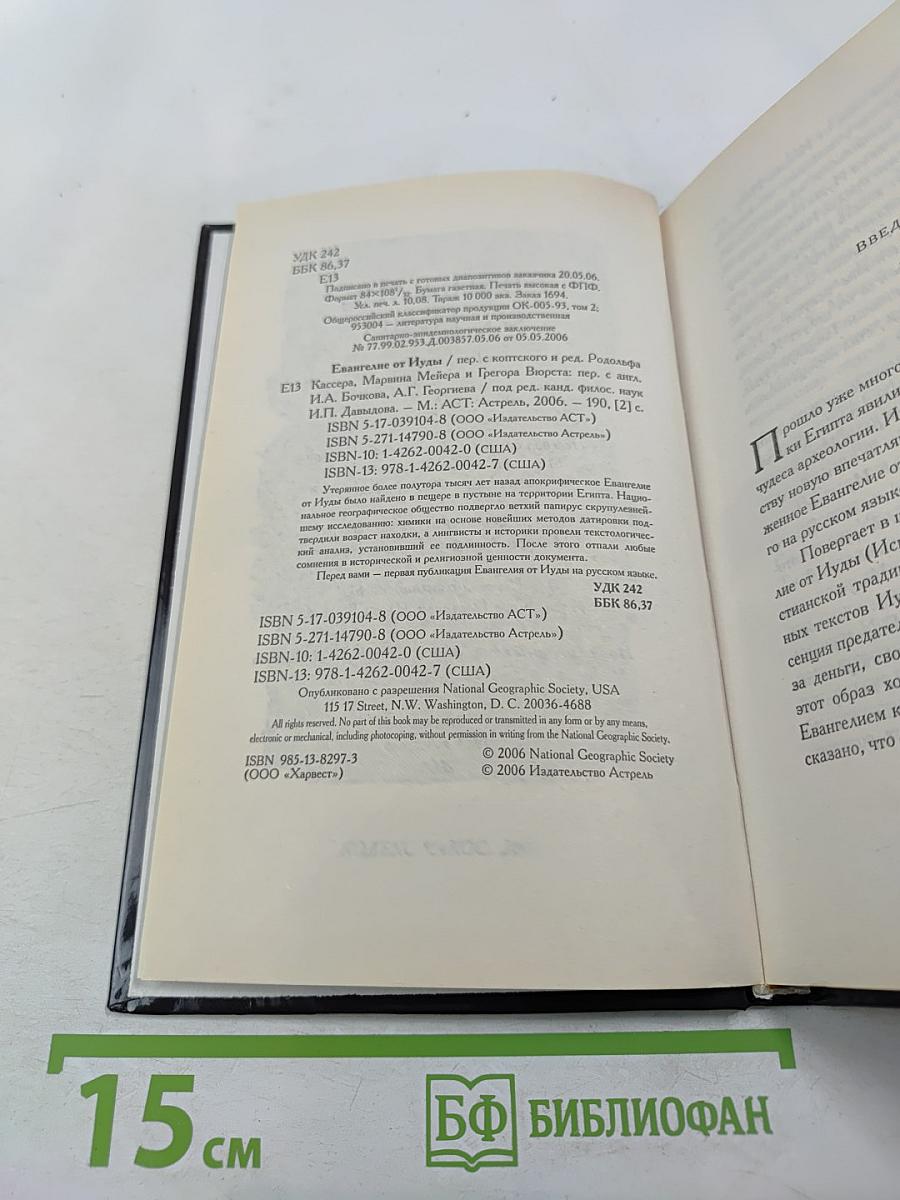 УДК 242
ББК 86,37
Е13
Подписано в печать с готовых диапозитивов заказчика 20.05.06.
Формат 84×108¹/₃₂. Бумага газетная. Печать высокая с ФПФ.
Усл. печ. л. 10,08. Тираж 10 000 экз. Заказ 1694.
Общероссийский классификатор продукции ОК-005-93, том 2;
953004 — литература научная и производственная
Санитарно-эпидемиологическое заключение
№ 77.99.02.953.Д.003857.05.06 от 05.05.2006
Евангелие от Иуды / пер. с коптского и ред. Родольфа
Е13 Кассера, Марвина Мейера и Грегора Вюрста: пер. с англ.
И.А. Бочкова, А.Г. Георгиева / под ред. канд. филос. наук
И.П. Давыдова. — М.: АСТ: Астрель, 2006. — 190, [2] с.
ISBN 5-17-039104-8 (ООО «Издательство АСТ»)
ISBN 5-271-14790-8 (ООО «Издательство Астрель»)
ISBN-10: 1-4262-0042-0 (США)
ISBN-13: 978-1-4262-0042-7 (США)
Утерянное более полутора тысяч лет назад апокрифическое Евангелие
от Иуды было найдено в пещере в пустыне на территории Египта. Нацио-
нальное географическое общество подвергло ветхий папирус скрупулезней-
шему исследованию: химики на основе новейших методов датировки под-
твердили возраст находки, а лингвисты и историки провели текстологичес-
кий анализ, установивший ее подлинность. После этого отпали любые
сомнения в исторической и религиозной ценности документа.
Перед вами — первая публикация Евангелия от Иуды на русском языке.
УДК 242
ББК 86,37
ISBN 5-17-039104-8 (ООО «Издательство АСТ»)
ISBN 5-271-14790-8 (ООО «Издательство Астрель»)
ISBN-10: 1-4262-0042-0 (США)
ISBN-13: 978-1-4262-0042-7 (США)
Опубликовано с разрешения National Geographic Society, USA
115 17 Street, N.W. Washington, D. C. 20036-4688
All rights reserved. No part of this book may be reproduced or transmitted in any form or by any means,
electronic or mechanical, including photocoping, without permission in writing from the National Geographic Society.
ISBN 985-13-8297-3
(ООО «Харвест»)
© 2006 National Geographic Society
© 2006 Издательство Астрель
ВВЕД
Прошло уже много
ки Египта явили
чудеса археологии. И
ству новую впечатля
женное Евангелие о
го на русском языке
Повергает в
лие от Иуды (Ис
стианской тради
ных текстов Иу
сенция предател
за деньги, сво
этот образ хо
Евангелием к
сказано, что
15 см
БФ БИБЛИОФАН